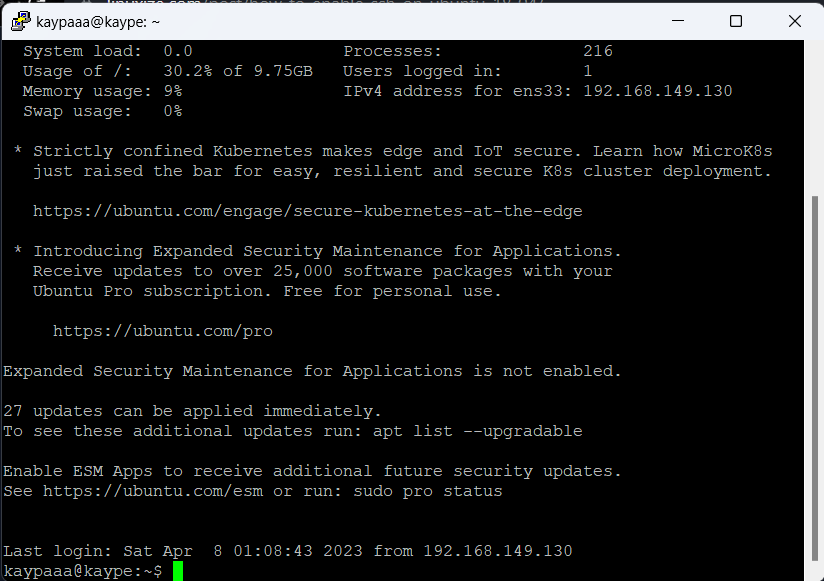 kaypaaa@kaype: ~
System load: 0.0 Processes: 216
Usage of /: 30.2% of 9.75GB Users logged in: 1
Memory usage: 9% IPv4 address for ens33: 192.168.149.130
Swap usage: 0%
* Strictly confined Kubernetes makes edge and IoT secure. Learn how MicroK8s
just raised the bar for easy, resilient and secure K8s cluster deployment.
https://ubuntu.com/engage/secure-kubernetes-at-the-edge
* Introducing Expanded Security Maintenance for Applications.
Receive updates to over 25,000 software packages with your
Ubuntu Pro subscription. Free for personal use.
https://ubuntu.com/pro
Expanded Security Maintenance for Applications is not enabled.
27 updates can be applied immediately.
To see these additional updates run: apt list --upgradable
Enable ESM Apps to receive additional future security updates.
See https://ubuntu.com/esm or run: sudo pro status
Last login: Sat Apr  8 01:08:43 2023 from 192.168.149.130
kaypaaa@kaype:~$